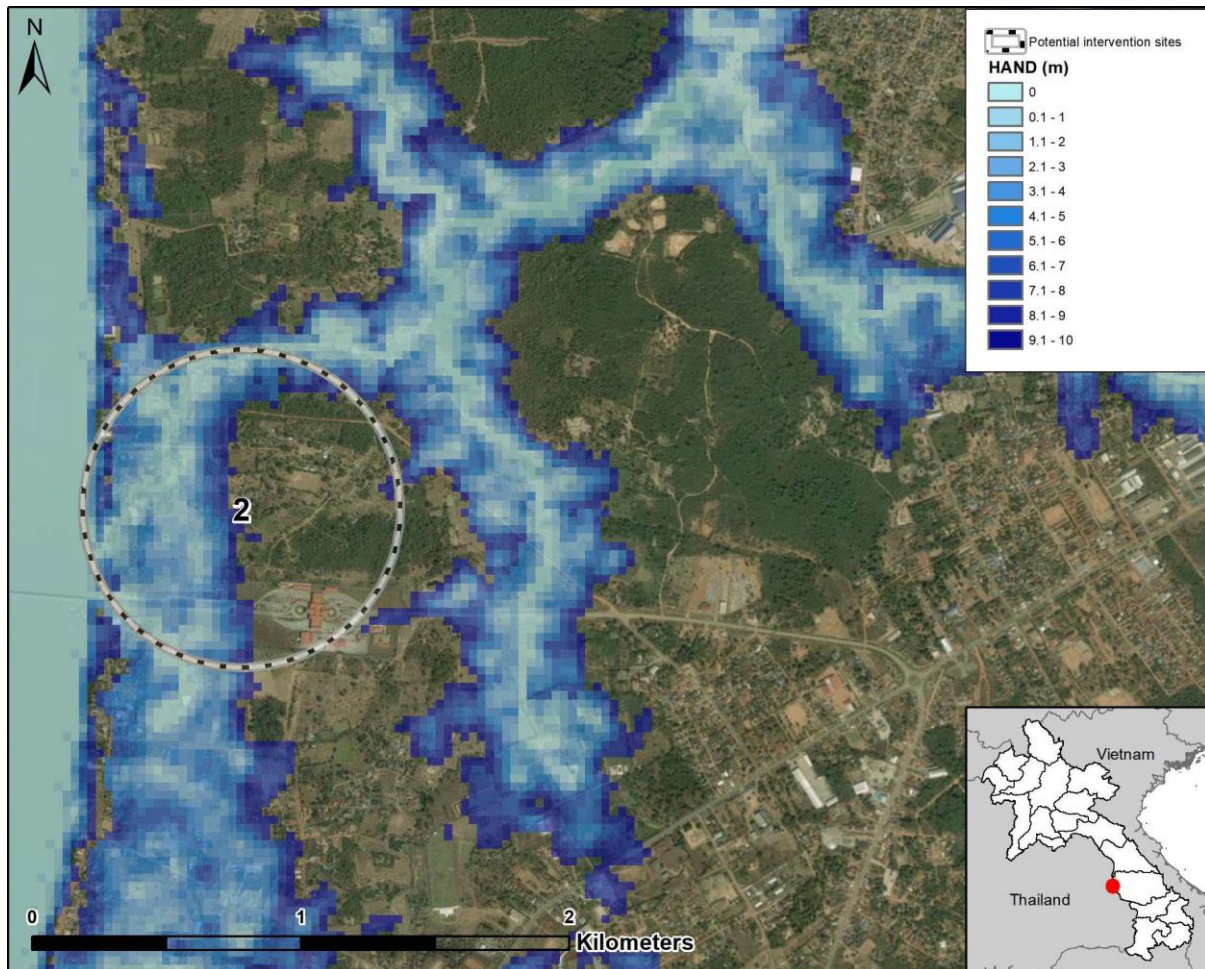 N
Potential intervention sites
HAND (m)
0
0.1 - 1
1.1 - 2
2.1 - 3
3.1 - 4
4.1 - 5
5.1 - 6
6.1 - 7
7.1 - 8
8.1 - 9
9.1 - 10
2
Vietnam
Thailand
0 1 2
Kilometers